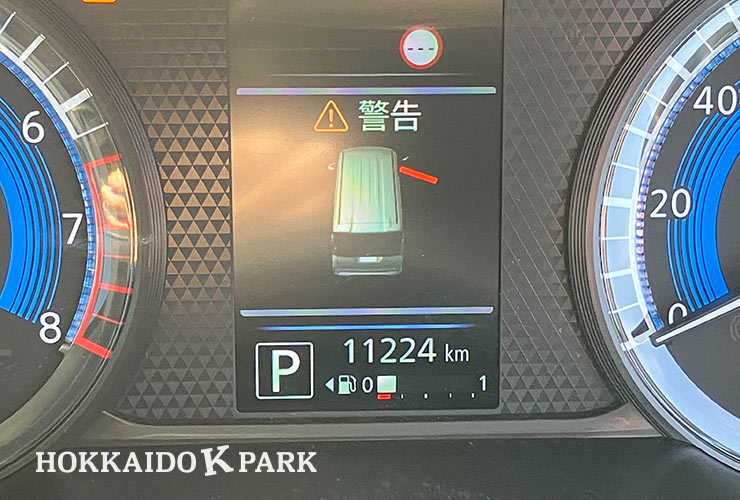 ---
警告
6
7
8
40
20
0
11224 km
P
0 1
HOKKAIDO K PARK